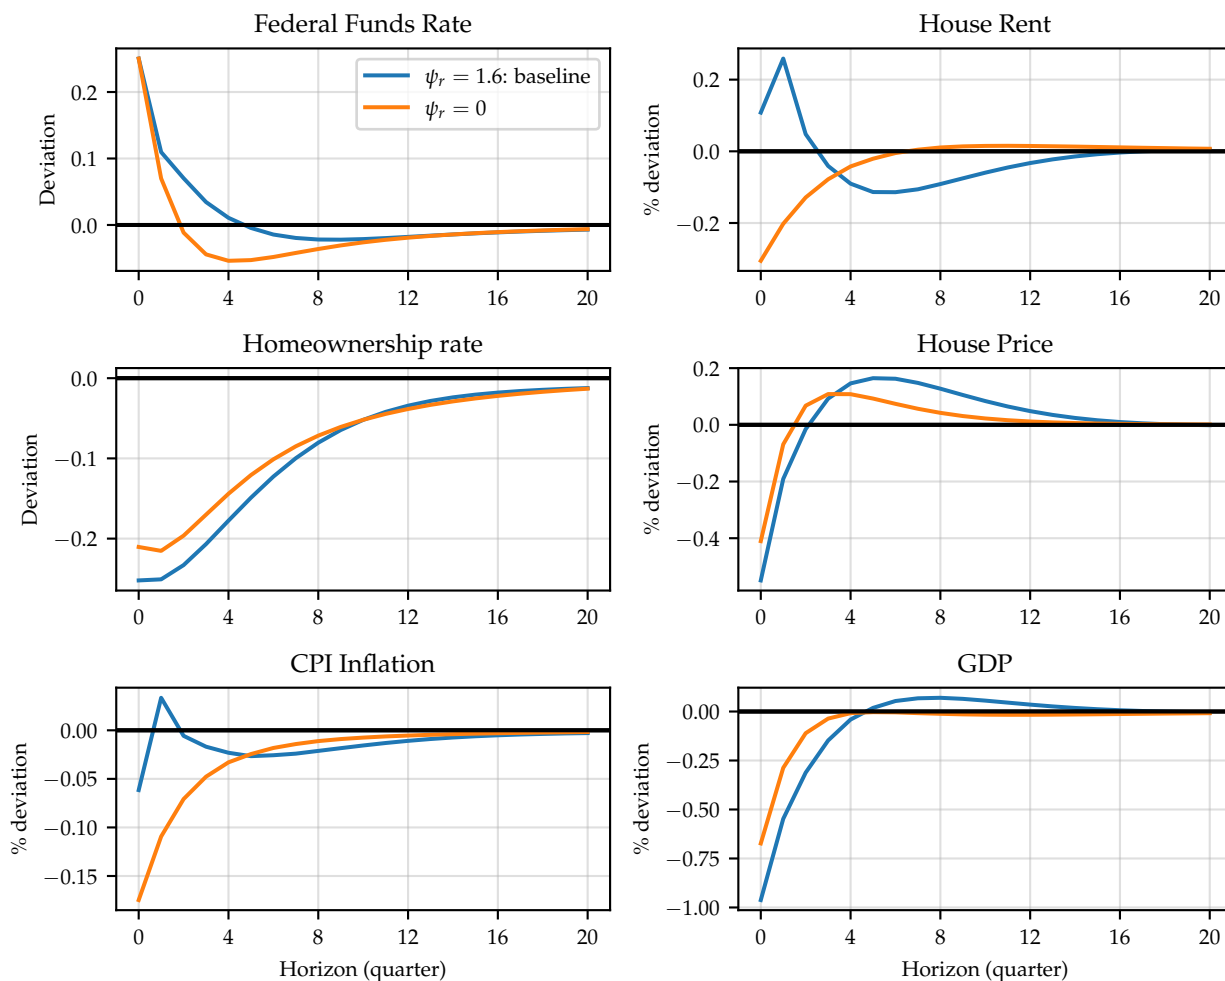 Federal Funds Rate
Deviation
0.2
0.1
0.0
ψr = 1.6: baseline
ψr = 0
0 4 8 12 16 20
House Rent
% deviation
0.2
0.0
−0.2
0 4 8 12 16 20
Homeownership rate
Deviation
0.0
−0.1
−0.2
0 4 8 12 16 20
House Price
% deviation
0.2
0.0
−0.2
−0.4
0 4 8 12 16 20
CPI Inflation
% deviation
0.00
−0.05
−0.10
−0.15
0 4 8 12 16 20
Horizon (quarter)
GDP
% deviation
0.00
−0.25
−0.50
−0.75
−1.00
0 4 8 12 16 20
Horizon (quarter)